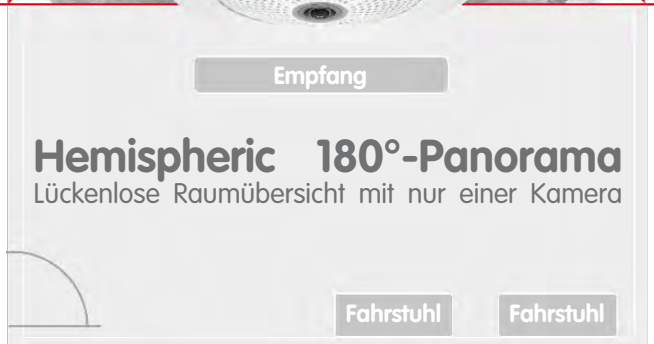 Empfang
Hemispheric 180°-Panorama
Lückenlose Raumübersicht mit nur einer Kamera
Fahrstuhl Fahrstuhl